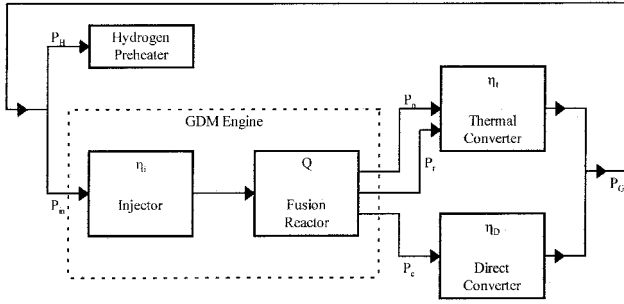 P_H
Hydrogen
Preheater
GDM Engine
η_i
Injector
P_in
Q
Fusion
Reactor
P_n
P_r
P_c
η_t
Thermal
Converter
η_D
Direct
Converter
P_G